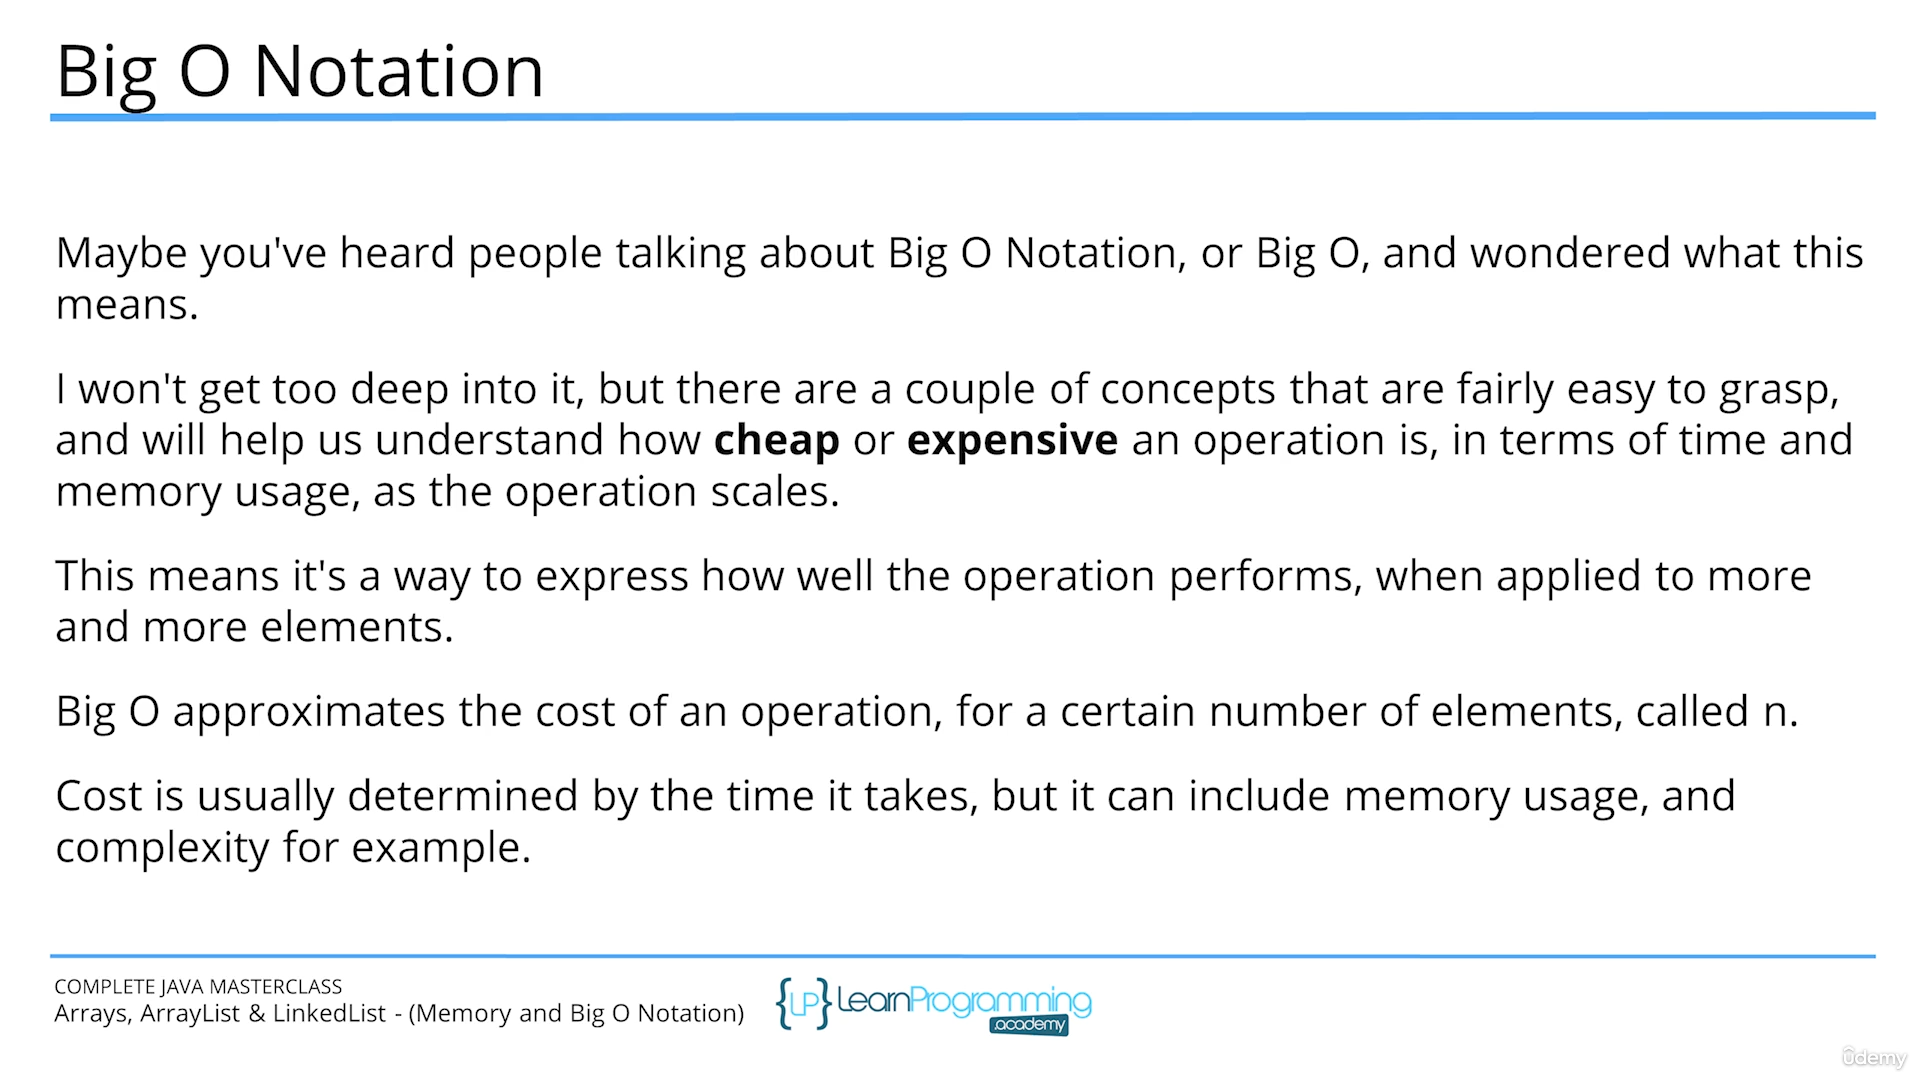 Big O Notation
Maybe you've heard people talking about Big O Notation, or Big O, and wondered what this
means.
I won't get too deep into it, but there are a couple of concepts that are fairly easy to grasp,
and will help us understand how cheap or expensive an operation is, in terms of time and
memory usage, as the operation scales.
This means it's a way to express how well the operation performs, when applied to more
and more elements.
Big O approximates the cost of an operation, for a certain number of elements, called n.
Cost is usually determined by the time it takes, but it can include memory usage, and
complexity for example.
COMPLETE JAVA MASTERCLASS
Arrays, ArrayList & LinkedList - (Memory and Big O Notation)
{LP} LearnProgramming
.academy
ûdemy